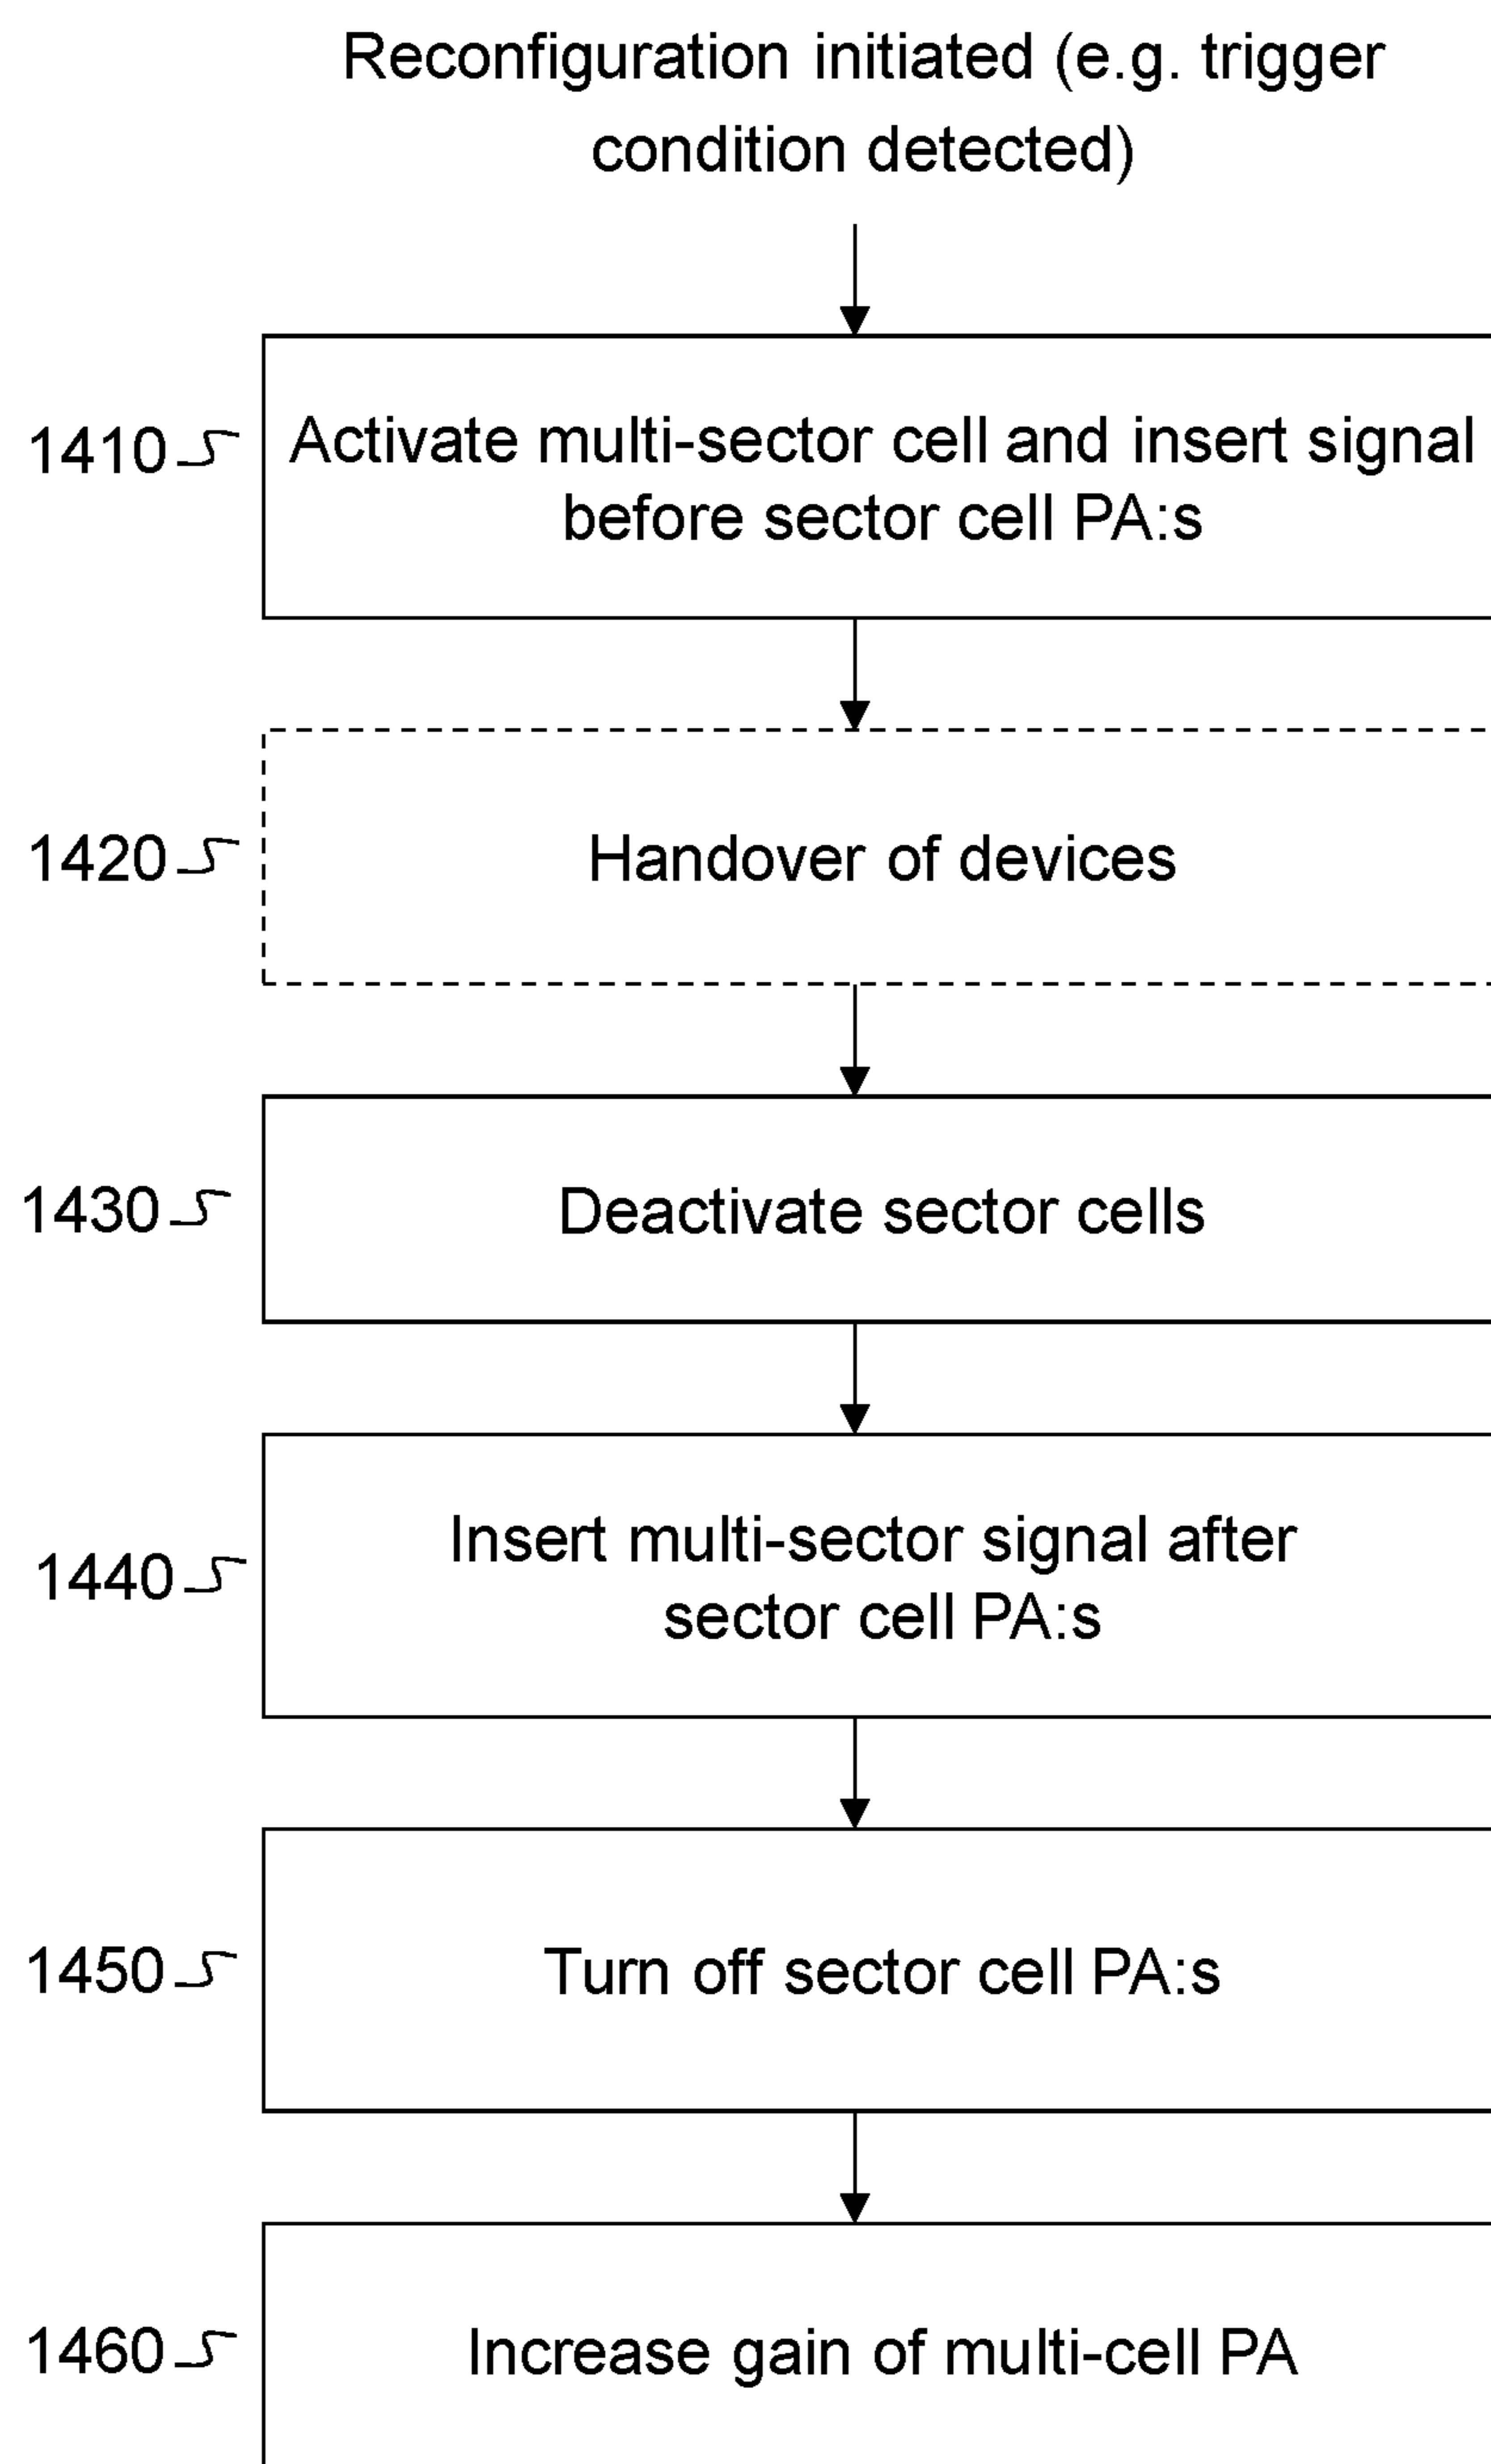 Reconfiguration initiated (e.g. trigger
condition detected)
1410
Activate multi-sector cell and insert signal
before sector cell PA:s
1420
Handover of devices
1430
Deactivate sector cells
1440
Insert multi-sector signal after
sector cell PA:s
1450
Turn off sector cell PA:s
1460
Increase gain of multi-cell PA